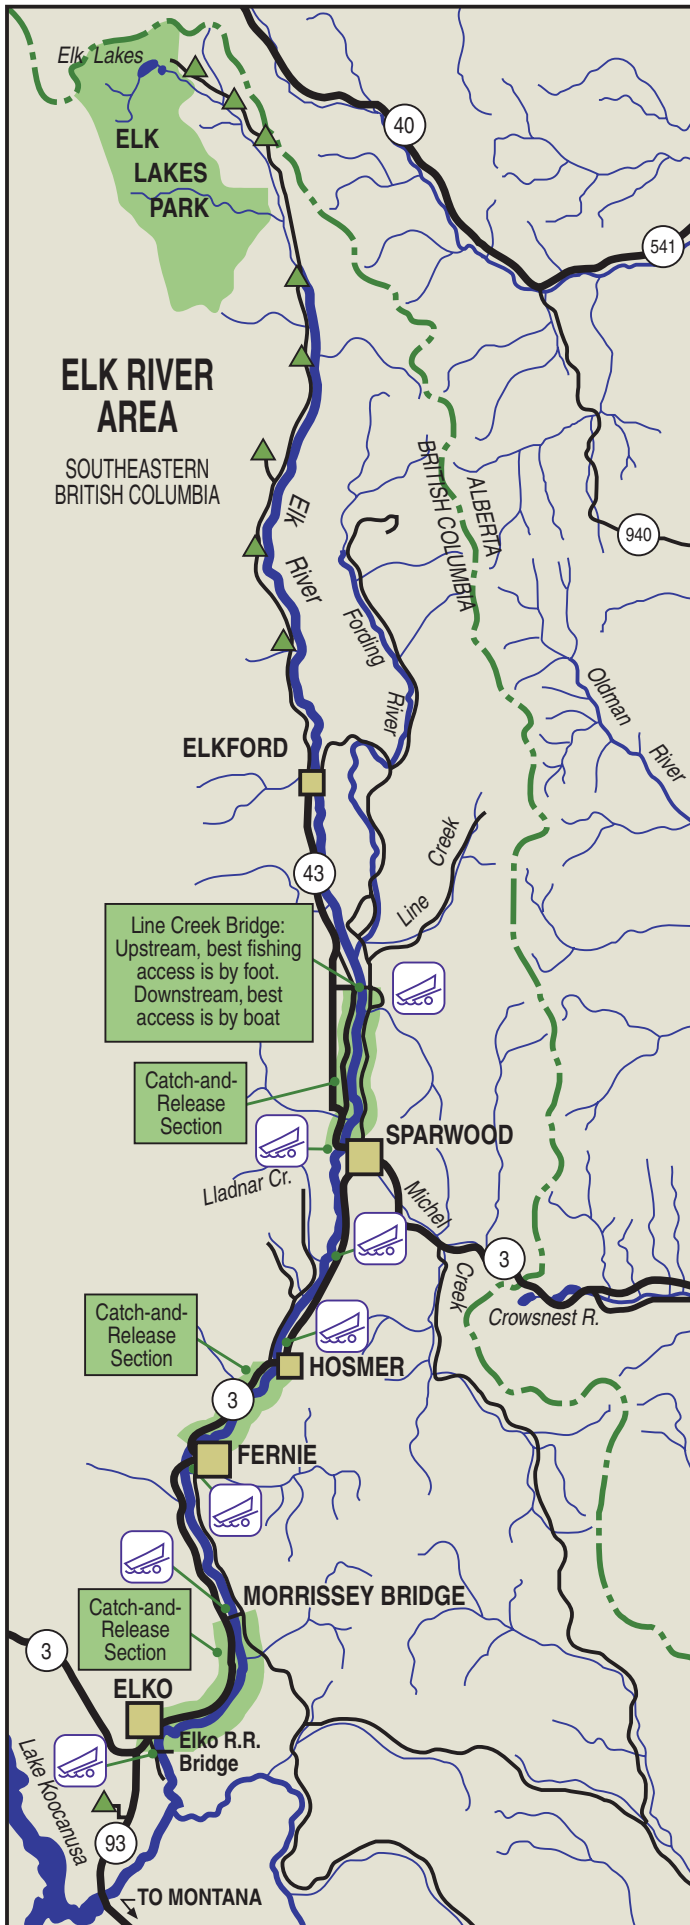 Elk Lakes
ELK
LAKES
PARK
40
541
ELK RIVER
AREA
SOUTHEASTERN
BRITISH COLUMBIA
BRITISH COLUMBIA
ALBERTA
940
Elk
River
Fording
River
Oldman
River
ELKFORD
43
Line Creek
Line Creek Bridge:
Upstream, best fishing
access is by foot.
Downstream, best
access is by boat
Catch-and-
Release
Section
SPARWOOD
Lladnar Cr.
Michel
Creek
3
Crowsnest R.
Catch-and-
Release
Section
HOSMER
3
FERNIE
MORRISSEY BRIDGE
Catch-and-
Release
Section
3
ELKO
Elko R.R.
Bridge
Lake Koocanusa
93
TO MONTANA